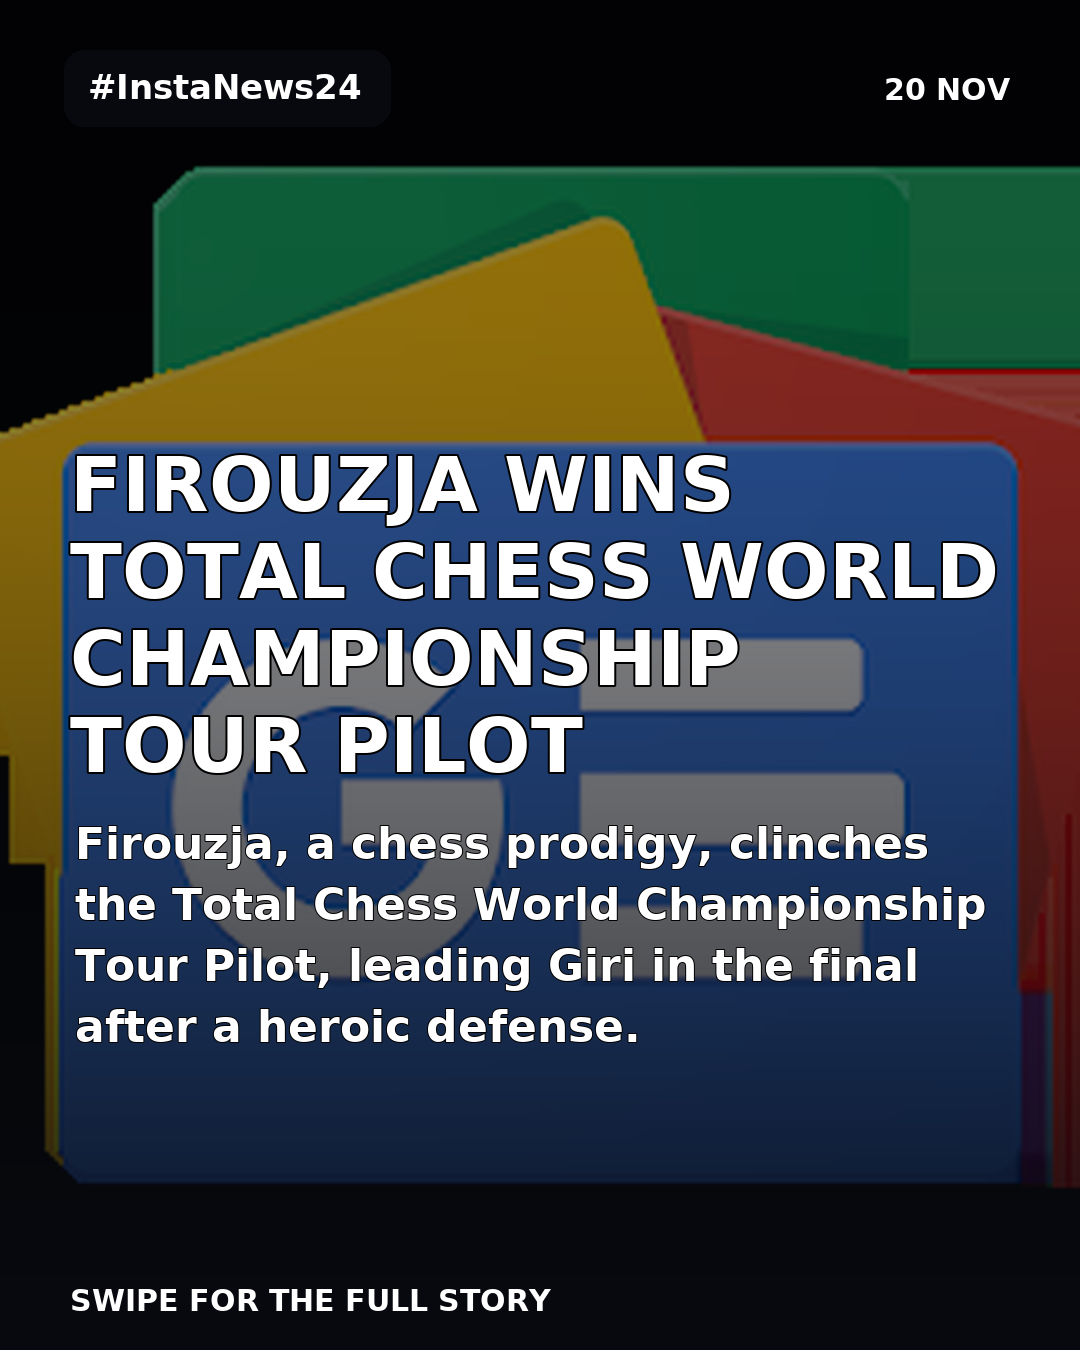 #InstaNews24
20 NOV
FIROUZJA WINS
TOTAL CHESS WORLD
CHAMPIONSHIP
TOUR PILOT
Firouzja, a chess prodigy, clinches
the Total Chess World Championship
Tour Pilot, leading Giri in the final
after a heroic defense.
SWIPE FOR THE FULL STORY